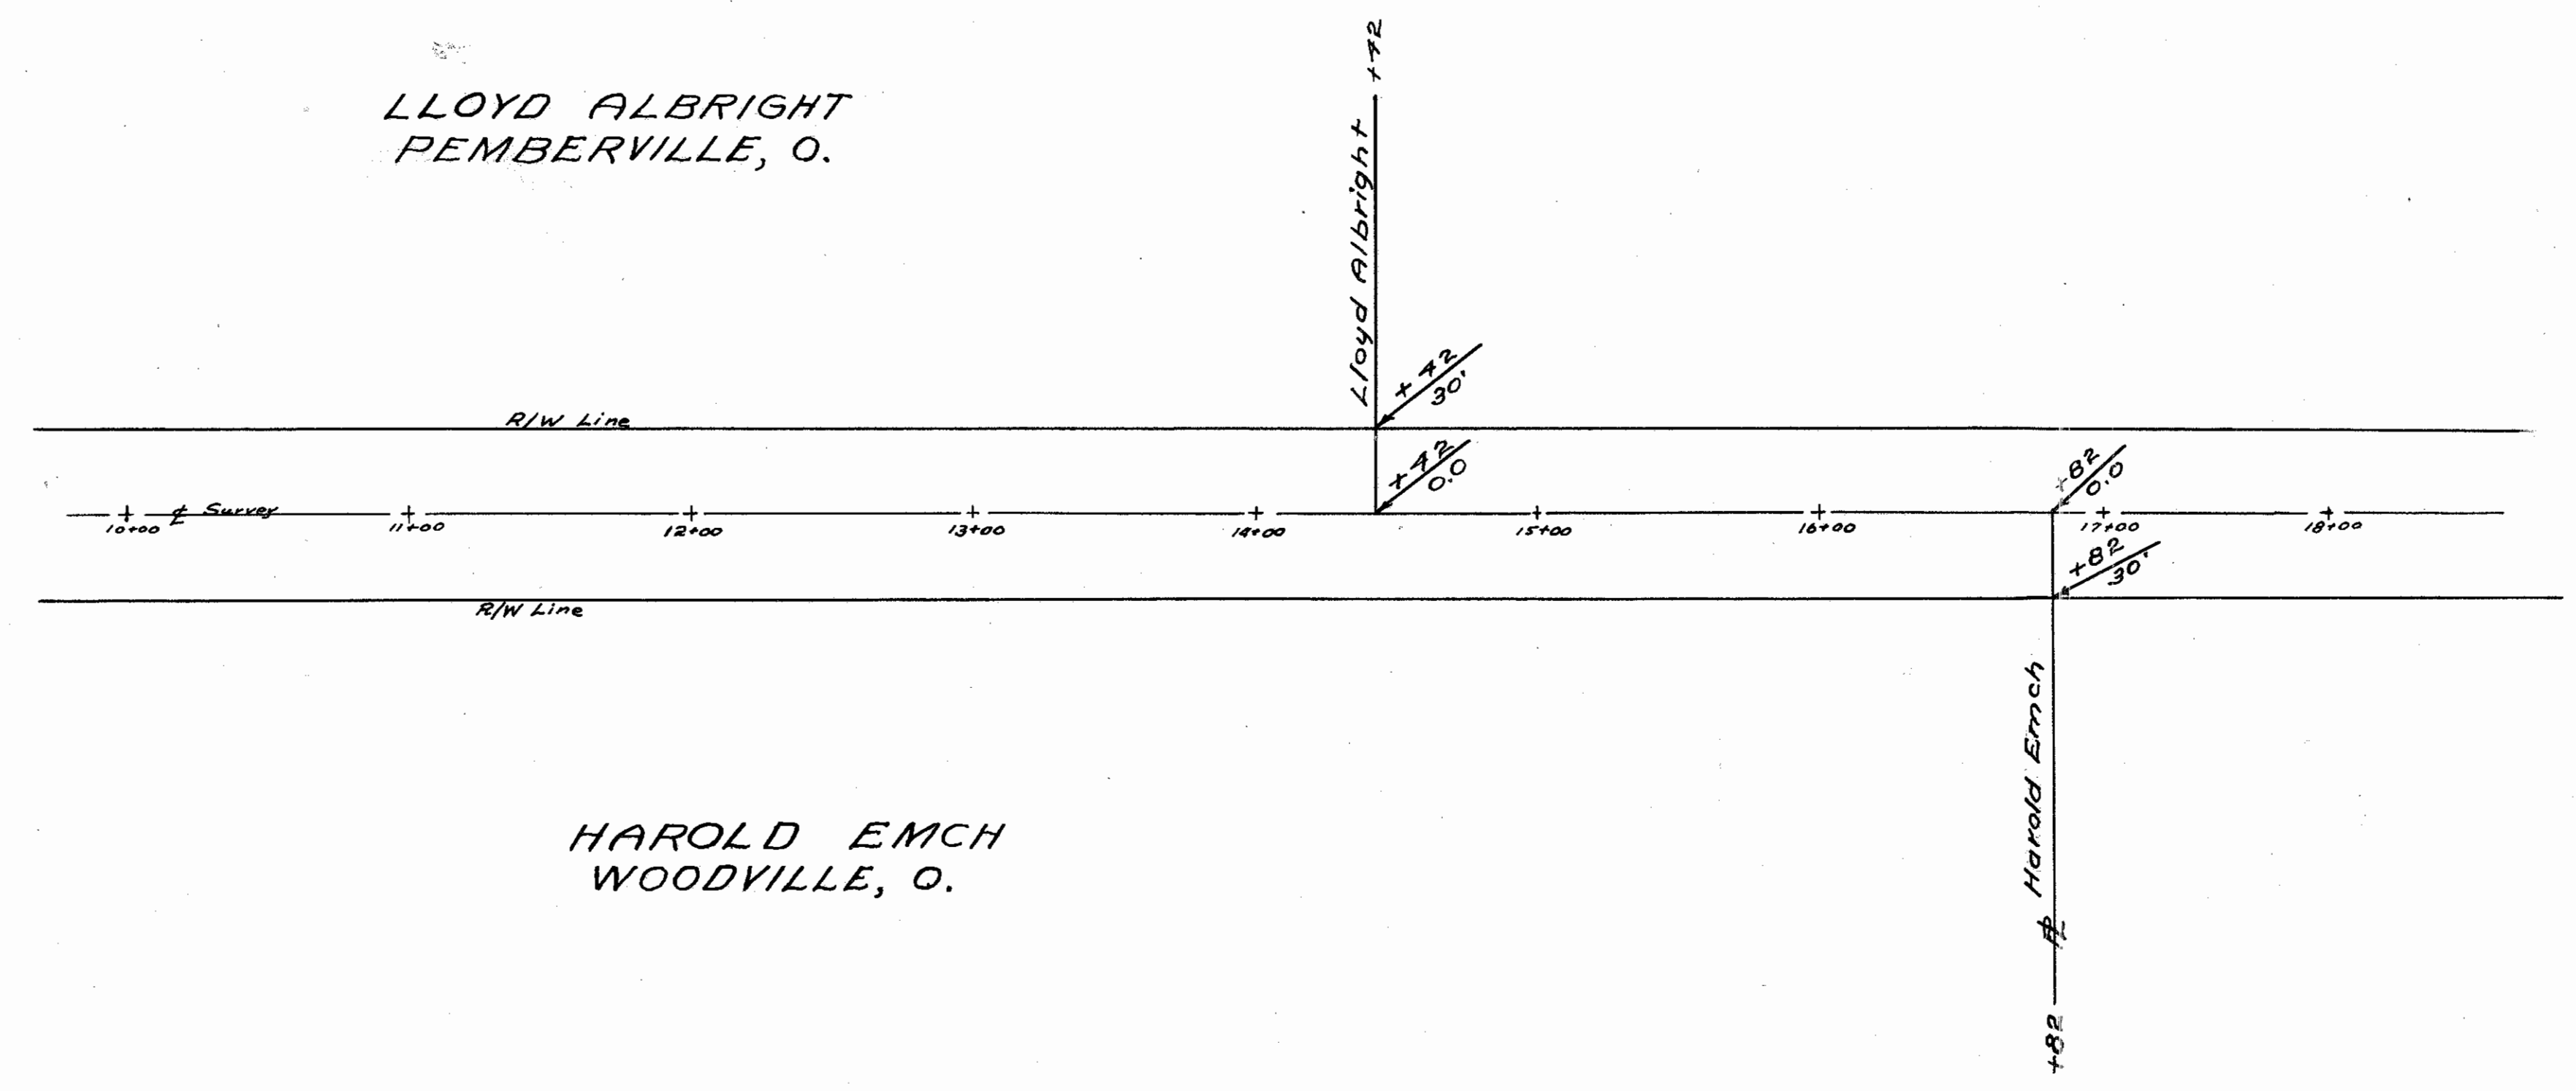 LLOYD ALBRIGHT
PEMBERVILLE, O.
Lloyd Albright +42
+42
30'
R/W Line
+42
0.0
+82
0.0
℄ Survey
10+00 11+00 12+00 13+00 14+00 15+00 16+00 17+00 18+00
+82
30'
R/W Line
HAROLD EMCH
WOODVILLE, O.
+82 ⅊ Harold Emch